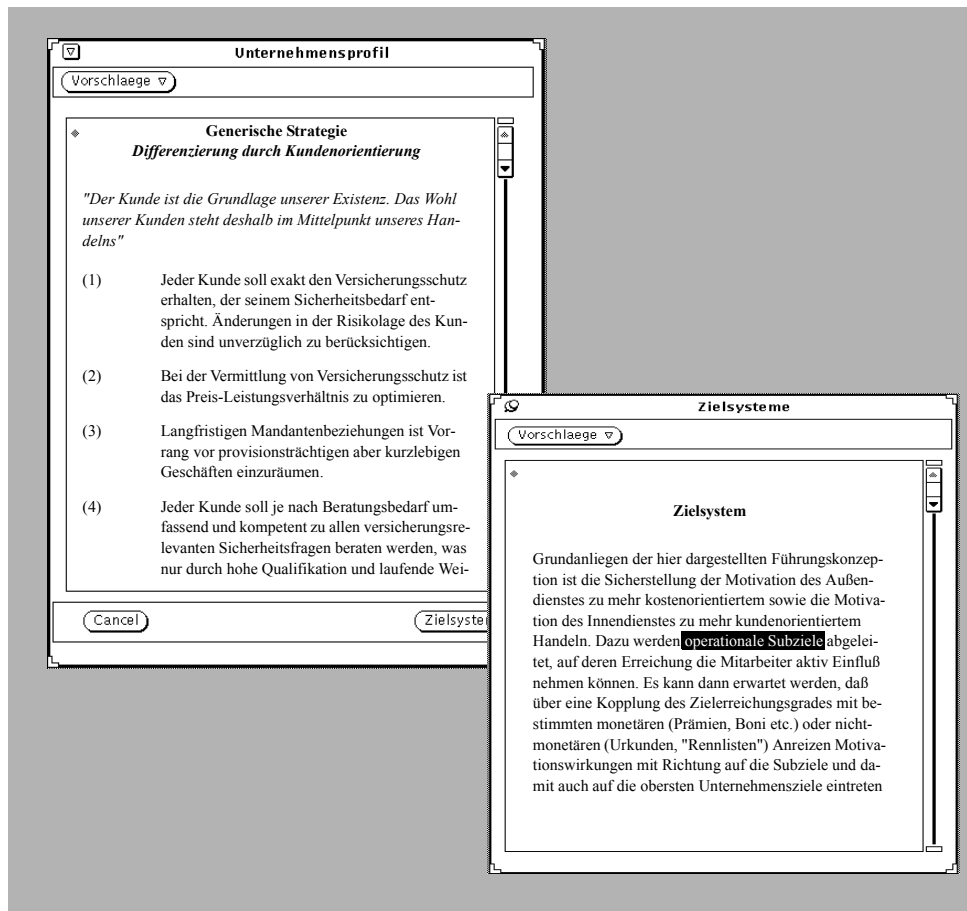 Unternehmensprofil
Vorschlaege
Generische Strategie
Differenzierung durch Kundenorientierung
"Der Kunde ist die Grundlage unserer Existenz. Das Wohl
unserer Kunden steht deshalb im Mittelpunkt unseres Han-
delns"
(1) Jeder Kunde soll exakt den Versicherungsschutz
erhalten, der seinem Sicherheitsbedarf ent-
spricht. Änderungen in der Risikolage des Kun-
den sind unverzüglich zu berücksichtigen.
(2) Bei der Vermittlung von Versicherungsschutz ist
das Preis-Leistungsverhältnis zu optimieren.
(3) Langfristigen Mandantenbeziehungen ist Vor-
rang vor provisionsträchtigen aber kurzlebigen
Geschäften einzuräumen.
(4) Jeder Kunde soll je nach Beratungsbedarf um-
fassend und kompetent zu allen versicherungsre-
levanten Sicherheitsfragen beraten werden, was
nur durch hohe Qualifikation und laufende Wei-
Cancel
Zielsyste
Zielsysteme
Vorschlaege
Zielsystem
Grundanliegen der hier dargestellten Führungskonzep-
tion ist die Sicherstellung der Motivation des Außen-
dienstes zu mehr kostenorientiertem sowie die Motiva-
tion des Innendienstes zu mehr kundenorientiertem
Handeln. Dazu werden operationale Subziele abgelei-
tet, auf deren Erreichung die Mitarbeiter aktiv Einfluß
nehmen können. Es kann dann erwartet werden, daß
über eine Kopplung des Zielerreichungsgrades mit be-
stimmten monetären (Prämien, Boni etc.) oder nicht-
monetären (Urkunden, "Rennlisten") Anreizen Motiva-
tionswirkungen mit Richtung auf die Subziele und da-
mit auch auf die obersten Unternehmensziele eintreten